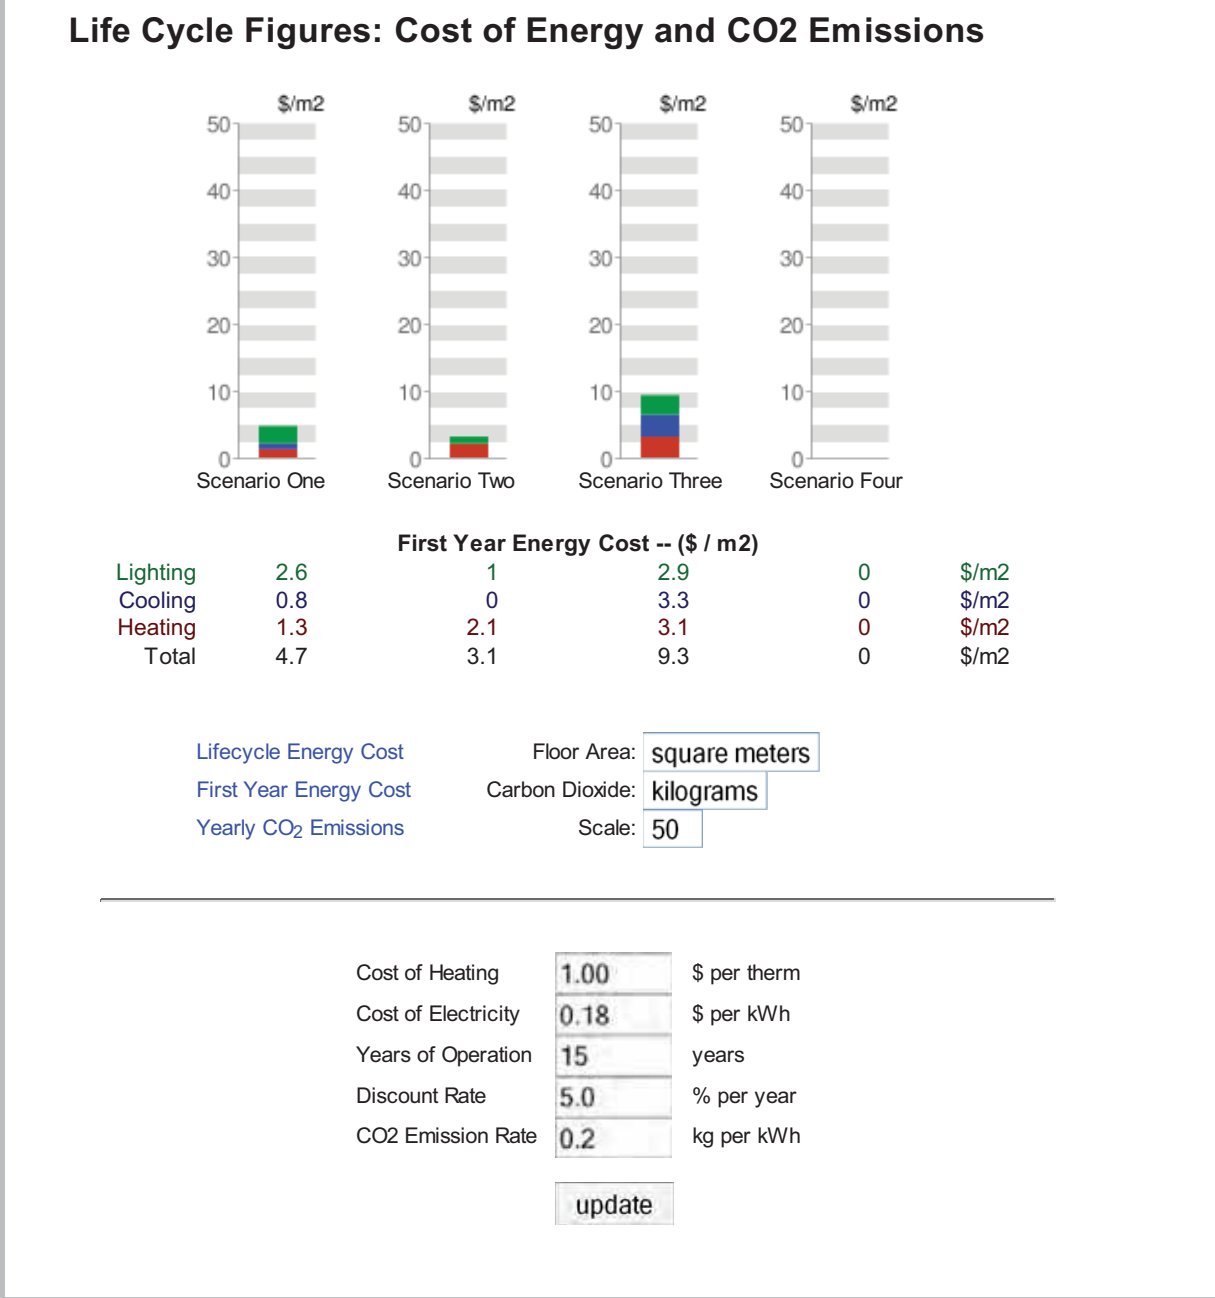 Life Cycle Figures: Cost of Energy and CO2 Emissions
$/m2 $/m2 $/m2 $/m2
50 50 50 50
40 40 40 40
30 30 30 30
20 20 20 20
10 10 10 10
0 0 0 0
Scenario One Scenario Two Scenario Three Scenario Four
First Year Energy Cost -- ($ / m2)
Lighting 2.6 1 2.9 0 $/m2
Cooling 0.8 0 3.3 0 $/m2
Heating 1.3 2.1 3.1 0 $/m2
Total 4.7 3.1 9.3 0 $/m2
Lifecycle Energy Cost Floor Area: square meters
First Year Energy Cost Carbon Dioxide: kilograms
Yearly CO2 Emissions Scale: 50
Cost of Heating 1.00 $ per therm
Cost of Electricity 0.18 $ per kWh
Years of Operation 15 years
Discount Rate 5.0 % per year
CO2 Emission Rate 0.2 kg per kWh
update